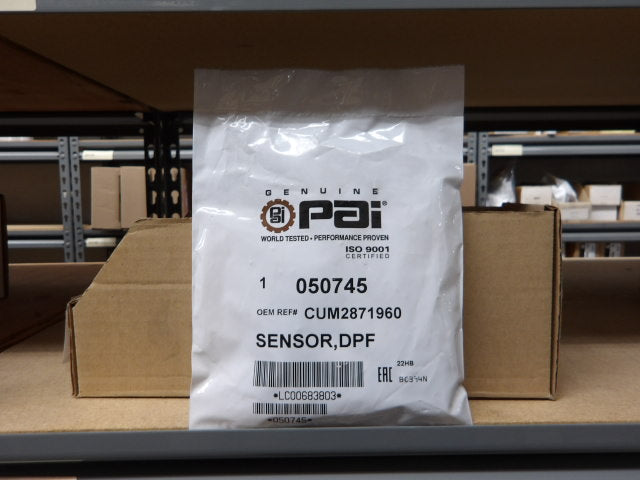 GENUINE
PAI PAI®
WORLD TESTED • PERFORMANCE PROVEN
ISO 9001
CERTIFIED
1 050745
OEM REF# CUM2871960
SENSOR,DPF
EAC 22HB
*LC00683803*
*050745*